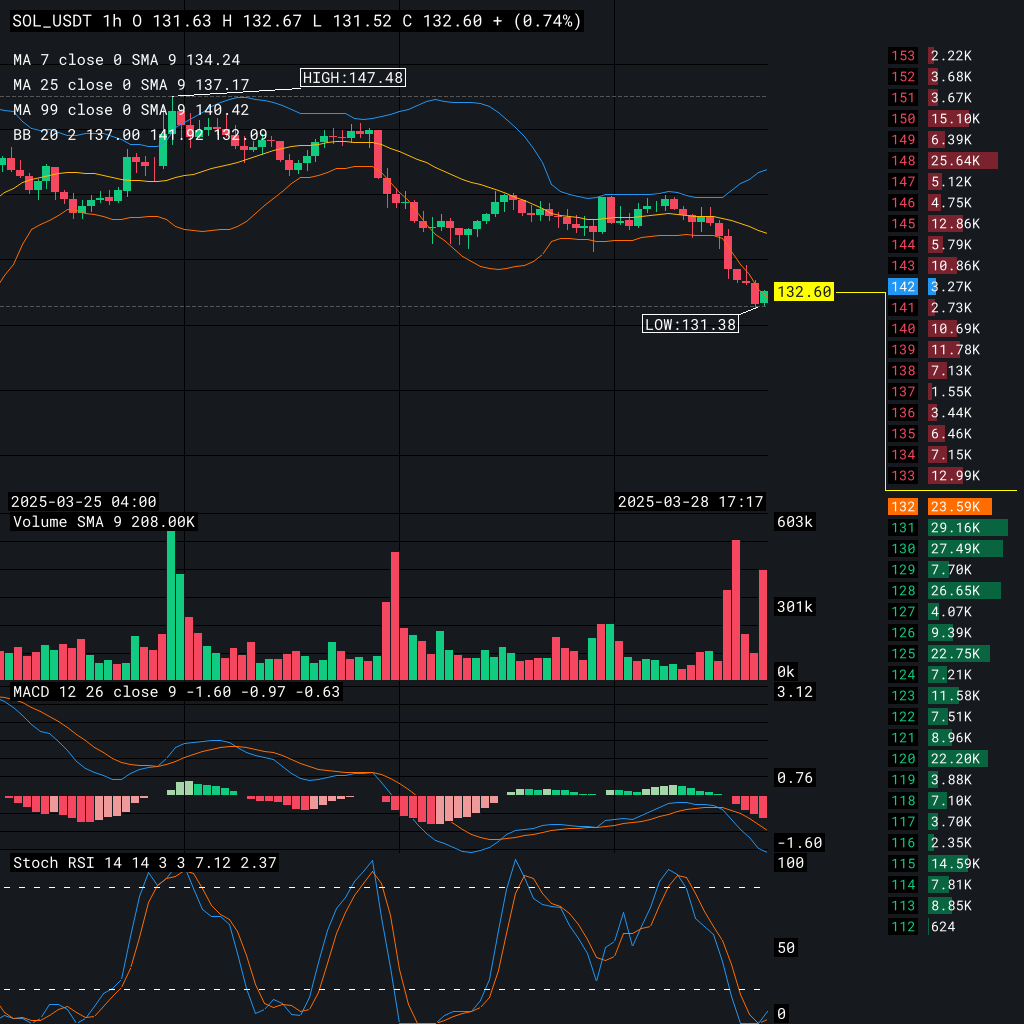 SOL_USDT 1h O 131.63 H 132.67 L 131.52 C 132.60 + (0.74%)
MA 7 close 0 SMA 9 134.24
HIGH:147.48
MA 25 close 0 SMA 9 137.17
MA 99 close 0 SMA 9 140.42
BB 20 2 137.00 141.92 132.09
132.60
LOW:131.38
2025-03-25 04:00
2025-03-28 17:17
Volume SMA 9 208.00K
603k
301k
0k
MACD 12 26 close 9 -1.60 -0.97 -0.63
3.12
0.76
-1.60
Stoch RSI 14 14 3 3 7.12 2.37
100
50
0
153 2.22K
152 3.68K
151 3.67K
150 15.10K
149 6.39K
148 25.64K
147 5.12K
146 4.75K
145 12.86K
144 5.79K
143 10.86K
142 3.27K
141 2.73K
140 10.69K
139 11.78K
138 7.13K
137 1.55K
136 3.44K
135 6.46K
134 7.15K
133 12.99K
132 23.59K
131 29.16K
130 27.49K
129 7.70K
128 26.65K
127 4.07K
126 9.39K
125 22.75K
124 7.21K
123 11.58K
122 7.51K
121 8.96K
120 22.20K
119 3.88K
118 7.10K
117 3.70K
116 2.35K
115 14.59K
114 7.81K
113 8.85K
112 624